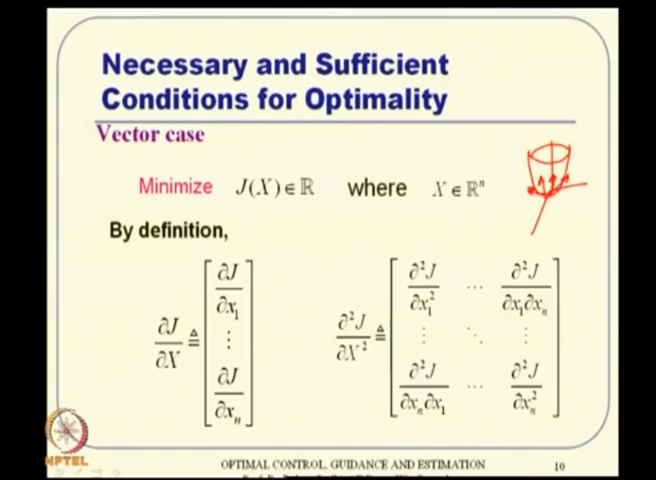 Necessary and Sufficient
Conditions for Optimality
Vector case
Minimize J(X) ∈ ℝ where X ∈ ℝⁿ
By definition,
∂J/∂X ≜ [∂J/∂x₁ ⋮ ∂J/∂xₙ]
∂²J/∂X² ≜ [∂²J/∂x₁² ⋯ ∂²J/∂x₁∂xₙ ⋮ ⋱ ⋮ ∂²J/∂xₙ∂x₁ ⋯ ∂²J/∂xₙ²]
NPTEL
OPTIMAL CONTROL, GUIDANCE AND ESTIMATION
10